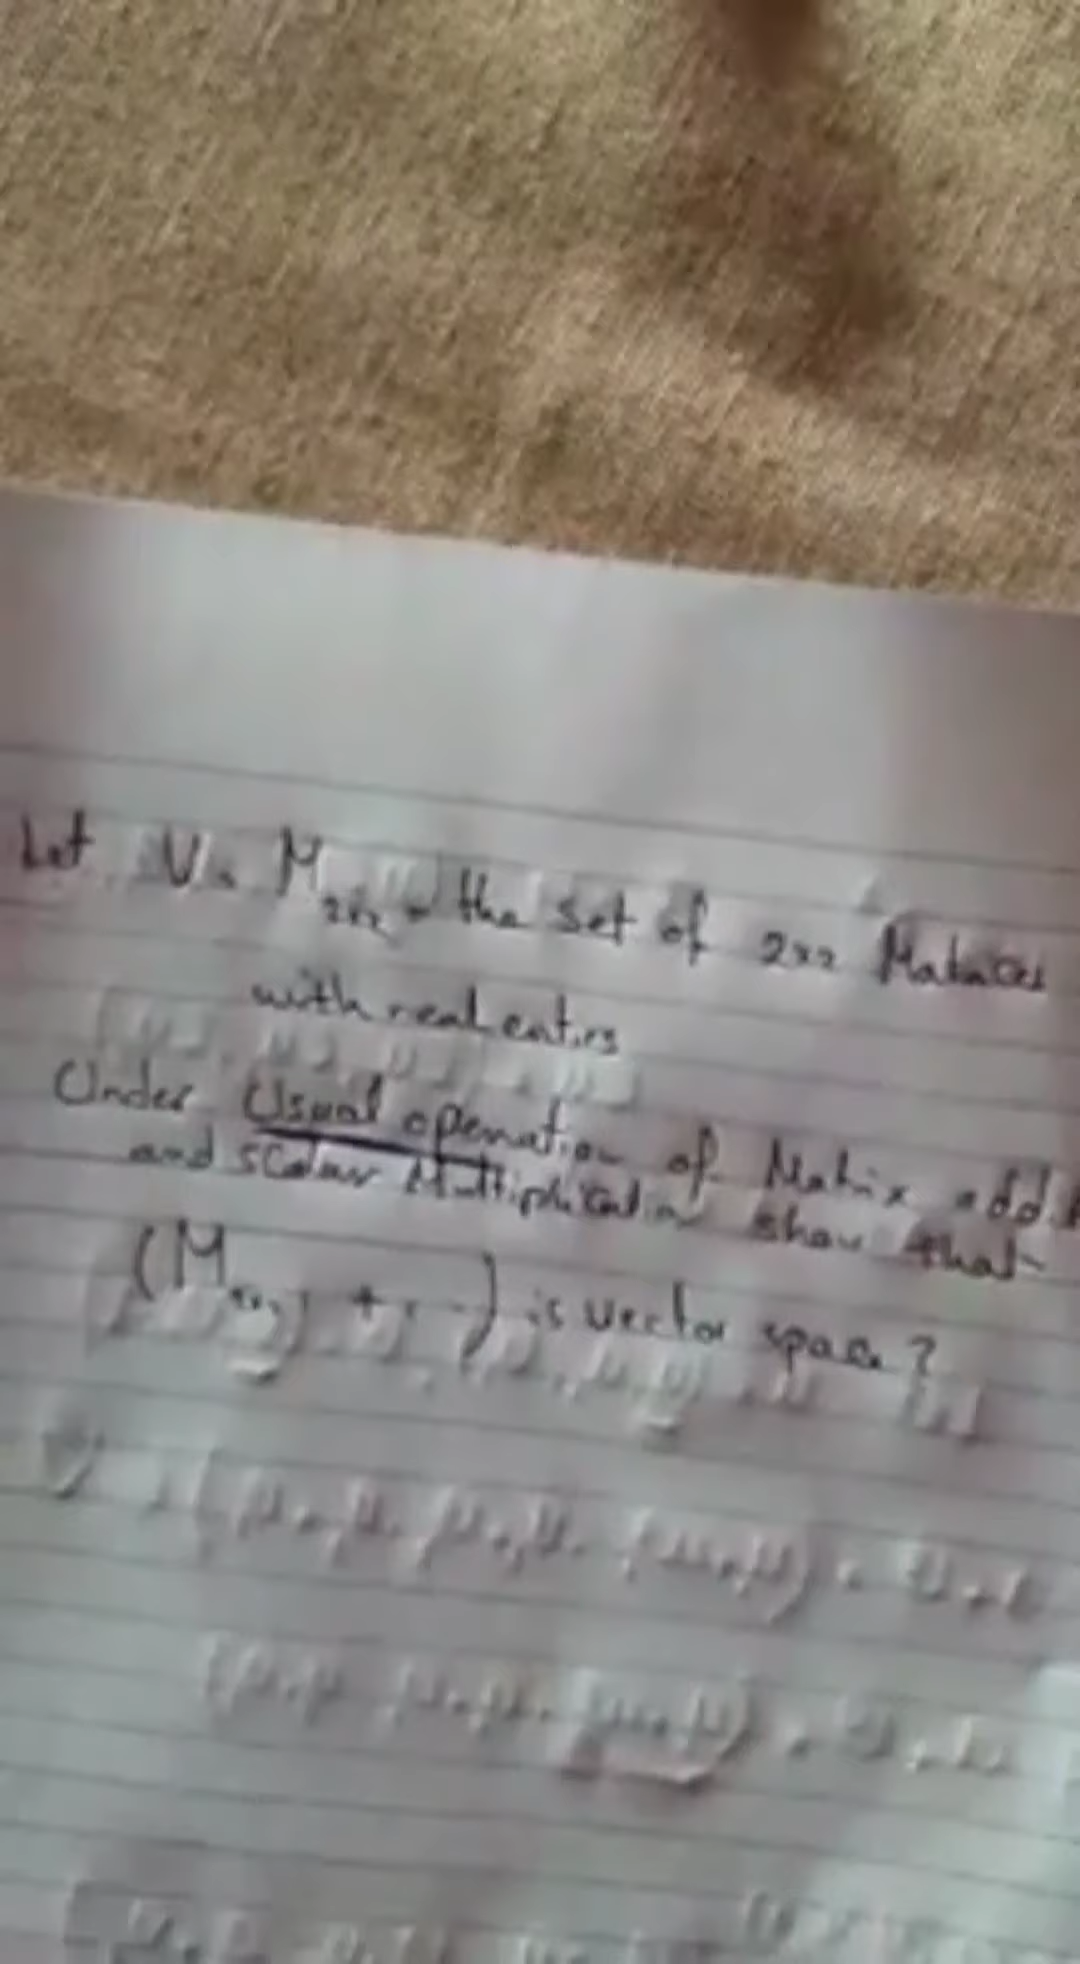 Let V = M2x2 = the set of 2x2 Matrices
with real entirs
Under Usual operation of Matrix add
and scalar Multiplication show that
(M2x2, +, ·) is vector space?